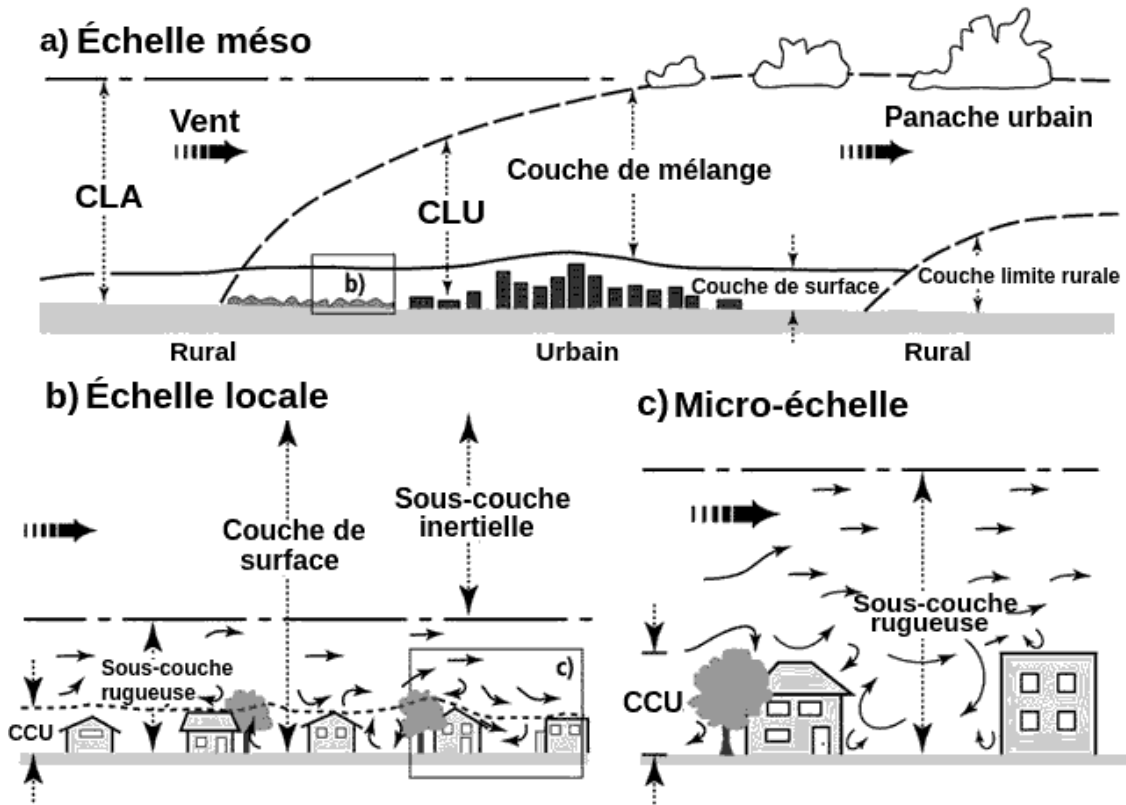 a) Échelle méso
Vent
Panache urbain
Couche de mélange
CLA
CLU
b)
Couche de surface
Couche limite rurale
Rural
Urbain
Rural
b) Échelle locale
Sous-couche
inertielle
Couche de
surface
Sous-couche
rugueuse
c)
CCU
c) Micro-échelle
Sous-couche
rugueuse
CCU